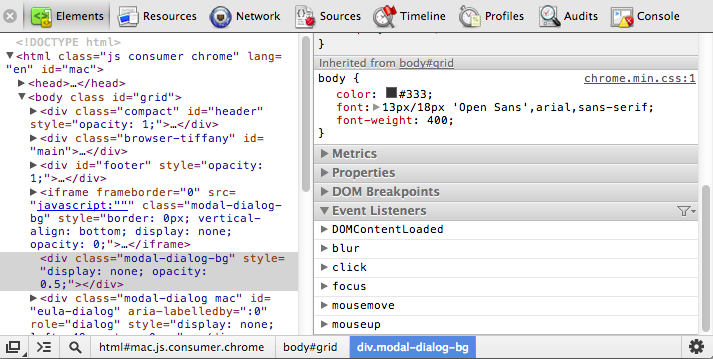 Elements Resources Network Sources Timeline Profiles Audits Console
<!DOCTYPE html>
<html class="js consumer chrome" lang=
"en" id="mac">
<head>…</head>
<body class id="grid">
<div class="compact" id="header"
style="opacity: 1;">…</div>
<div class="browser-tiffany" id=
"main">…</div>
<div id="footer" style="opacity:
1;">…</div>
<iframe frameborder="0" src=
"javascript:""" class="modal-dialog-
bg" style="border: 0px; vertical-
align: bottom; display: none;
opacity: 0;">…</iframe>
<div class="modal-dialog-bg" style=
"display: none; opacity:
0.5;"></div>
<div class="modal-dialog mac" id=
"eula-dialog" aria-labelledby=":0"
role="dialog" style="display: none;
}
Inherited from body#grid
body { chrome.min.css:1
color: #333;
font: 13px/18px 'Open Sans',arial,sans-serif;
font-weight: 400;
}
Metrics
Properties
DOM Breakpoints
Event Listeners
DOMContentLoaded
blur
click
focus
mousemove
mouseup
html#mac.js.consumer.chrome body#grid div.modal-dialog-bg